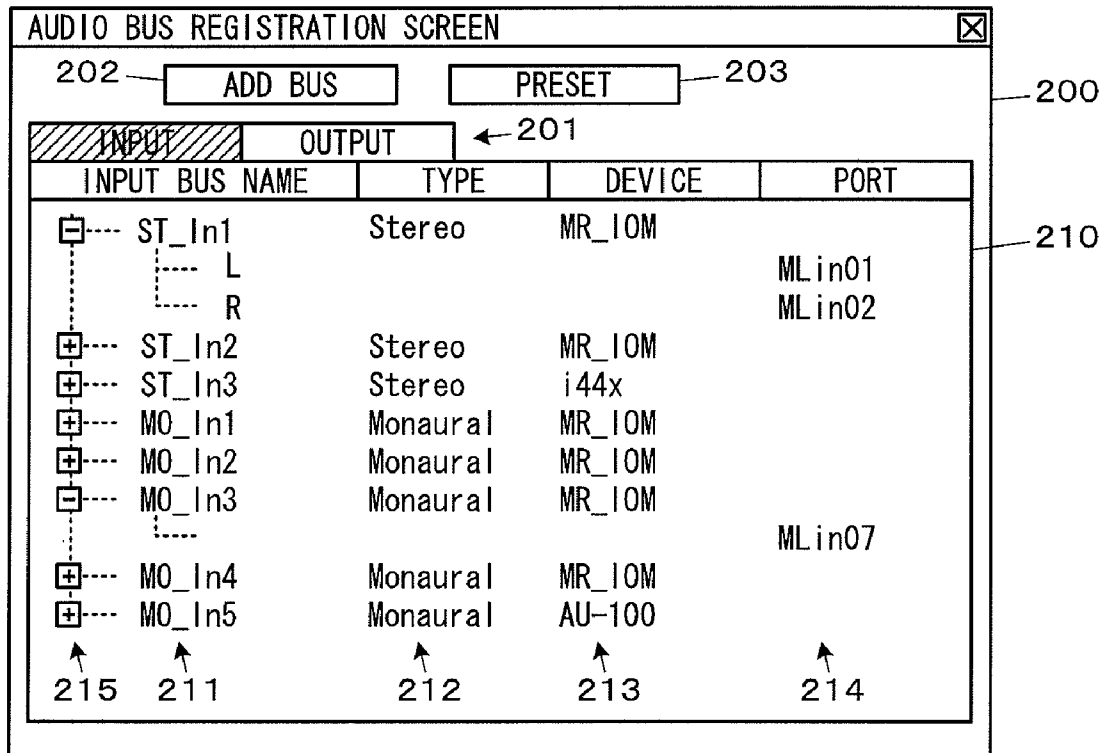 AUDIO BUS REGISTRATION SCREEN
202 ADD BUS PRESET 203
200
INPUT OUTPUT 201
INPUT BUS NAME TYPE DEVICE PORT
ST_In1 Stereo MR_IOM
210
L MLin01
R MLin02
ST_In2 Stereo MR_IOM
ST_In3 Stereo i44x
MO_In1 Monaural MR_IOM
MO_In2 Monaural MR_IOM
MO_In3 Monaural MR_IOM
MLin07
MO_In4 Monaural MR_IOM
MO_In5 Monaural AU-100
215 211 212 213 214